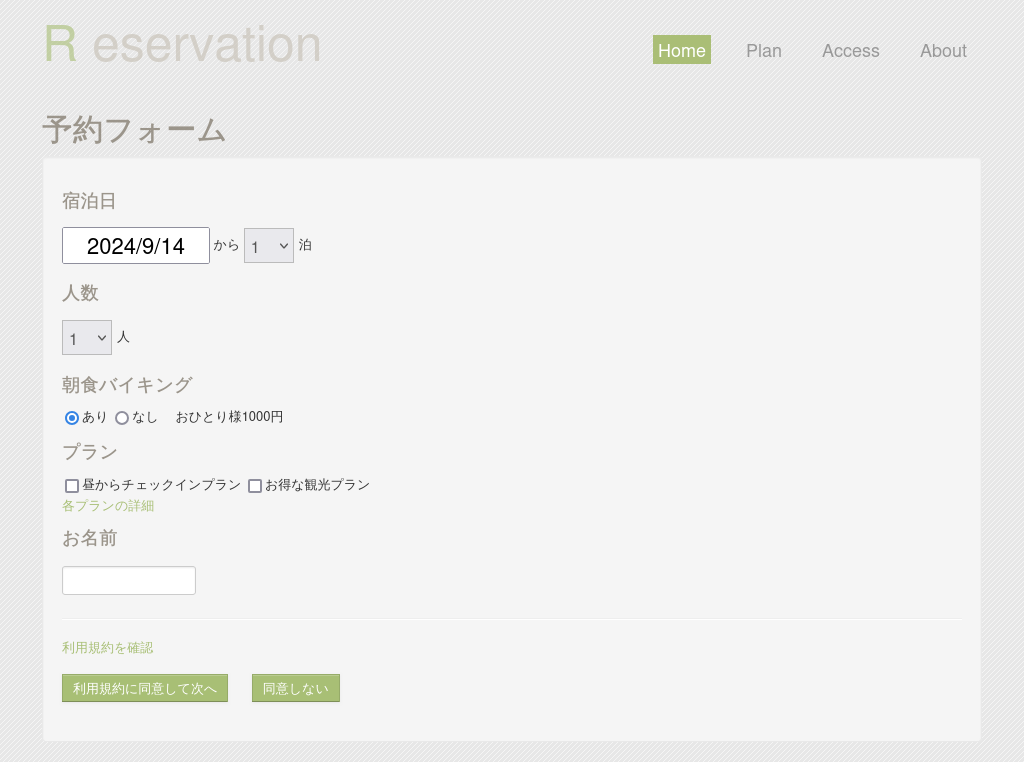 R eservation
Home Plan Access About
予約フォーム
宿泊日
2024/9/14 から 1 泊
人数
1 人
朝食バイキング
あり なし おひとり様1000円
プラン
昼からチェックインプラン お得な観光プラン
各プランの詳細
お名前
利用規約を確認
利用規約に同意して次へ 同意しない